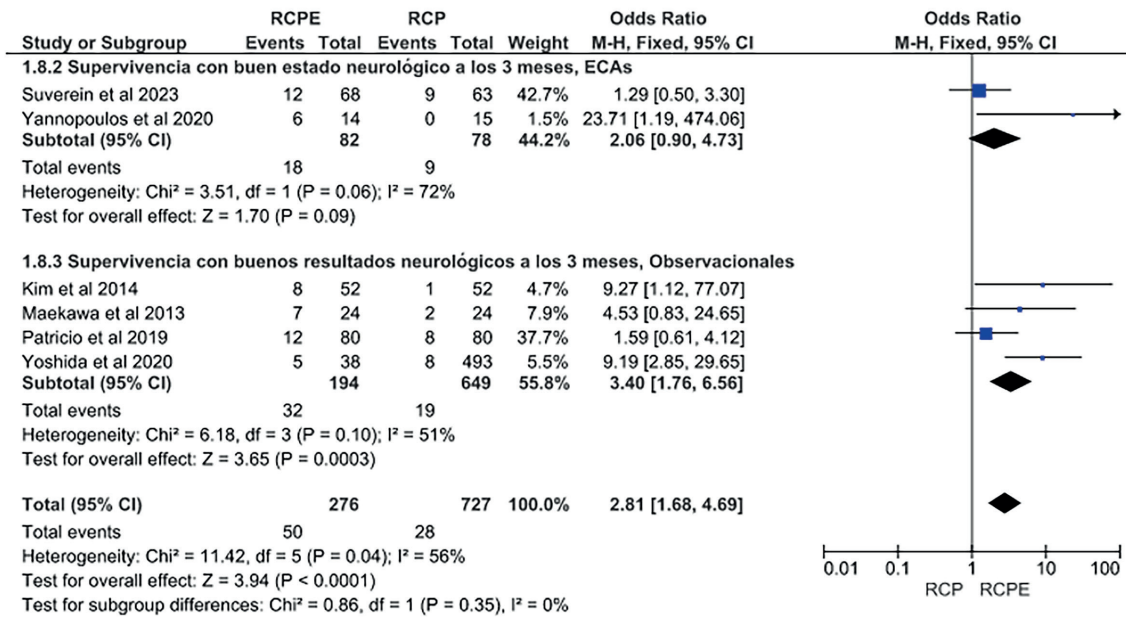 RCPE RCP Odds Ratio Odds Ratio
Study or Subgroup Events Total Events Total Weight M-H, Fixed, 95% CI M-H, Fixed, 95% CI
1.8.2 Supervivencia con buen estado neurológico a los 3 meses, ECAs
Suverein et al 2023 12 68 9 63 42.7% 1.29 [0.50, 3.30]
Yannopoulos et al 2020 6 14 0 15 1.5% 23.71 [1.19, 474.06]
Subtotal (95% CI) 82 78 44.2% 2.06 [0.90, 4.73]
Total events 18 9
Heterogeneity: Chi² = 3.51, df = 1 (P = 0.06); I² = 72%
Test for overall effect: Z = 1.70 (P = 0.09)
1.8.3 Supervivencia con buenos resultados neurológicos a los 3 meses, Observacionales
Kim et al 2014 8 52 1 52 4.7% 9.27 [1.12, 77.07]
Maekawa et al 2013 7 24 2 24 7.9% 4.53 [0.83, 24.65]
Patricio et al 2019 12 80 8 80 37.7% 1.59 [0.61, 4.12]
Yoshida et al 2020 5 38 8 493 5.5% 9.19 [2.85, 29.65]
Subtotal (95% CI) 194 649 55.8% 3.40 [1.76, 6.56]
Total events 32 19
Heterogeneity: Chi² = 6.18, df = 3 (P = 0.10); I² = 51%
Test for overall effect: Z = 3.65 (P = 0.0003)
Total (95% CI) 276 727 100.0% 2.81 [1.68, 4.69]
Total events 50 28
Heterogeneity: Chi² = 11.42, df = 5 (P = 0.04); I² = 56%
Test for overall effect: Z = 3.94 (P < 0.0001)
Test for subgroup differences: Chi² = 0.86, df = 1 (P = 0.35), I² = 0%
0.01 0.1 1 10 100
RCP RCPE